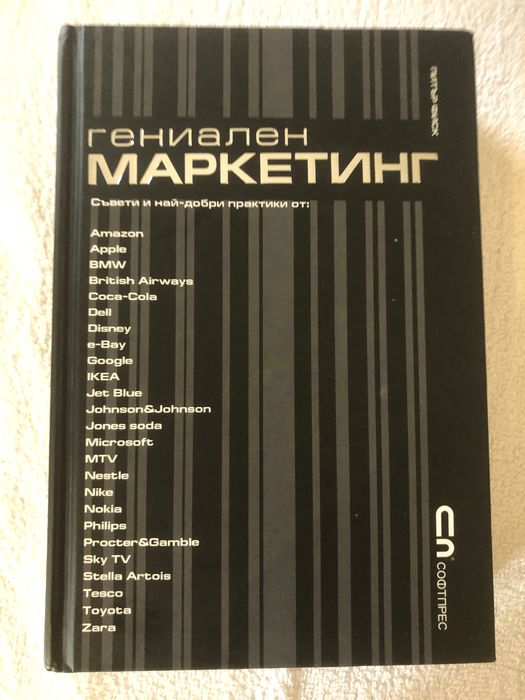 ПИТЪР ФИСК
гениален
МАРКЕТИНГ
Съвети и най-добри практики от:
Amazon
Apple
BMW
British Airways
Coca-Cola
Dell
Disney
e-Bay
Google
IKEA
Jet Blue
Johnson&Johnson
Jones soda
Microsoft
MTV
Nestle
Nike
Nokia
Philips
Procter&Gamble
Sky TV
Stella Artois
Tesco
Toyota
Zara
СОФТПРЕС